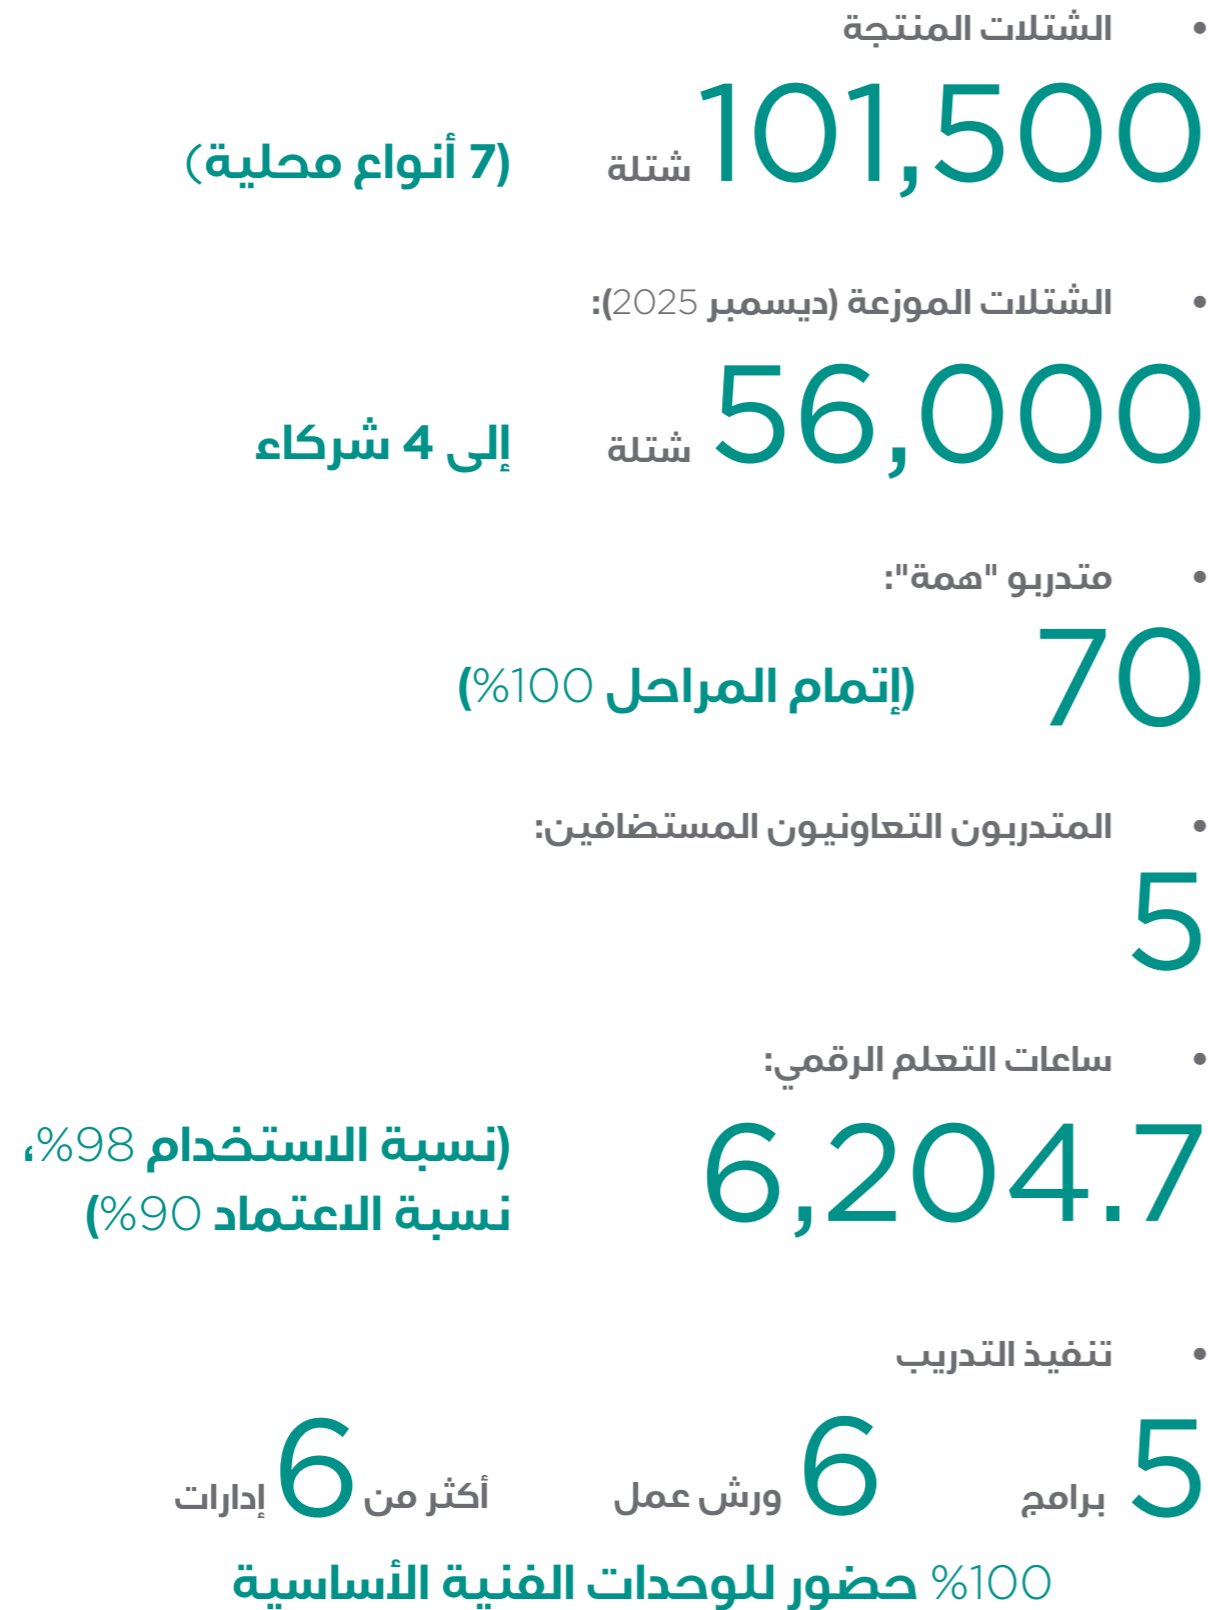 • الشتلات المنتجة
101,500 شتلة (7 أنواع محلية)
• الشتلات الموزعة (ديسمبر 2025):
56,000 شتلة إلى 4 شركاء
• متدربو "همة":
70 (إتمام المراحل 100%)
• المتدربون التعاونيون المستضافين:
5
• ساعات التعلم الرقمي:
6,204.7 (نسبة الاستخدام 98%،
نسبة الاعتماد 90%)
• تنفيذ التدريب
5 برامج 6 ورش عمل أكثر من 6 إدارات
100% حضور للوحدات الفنية الأساسية